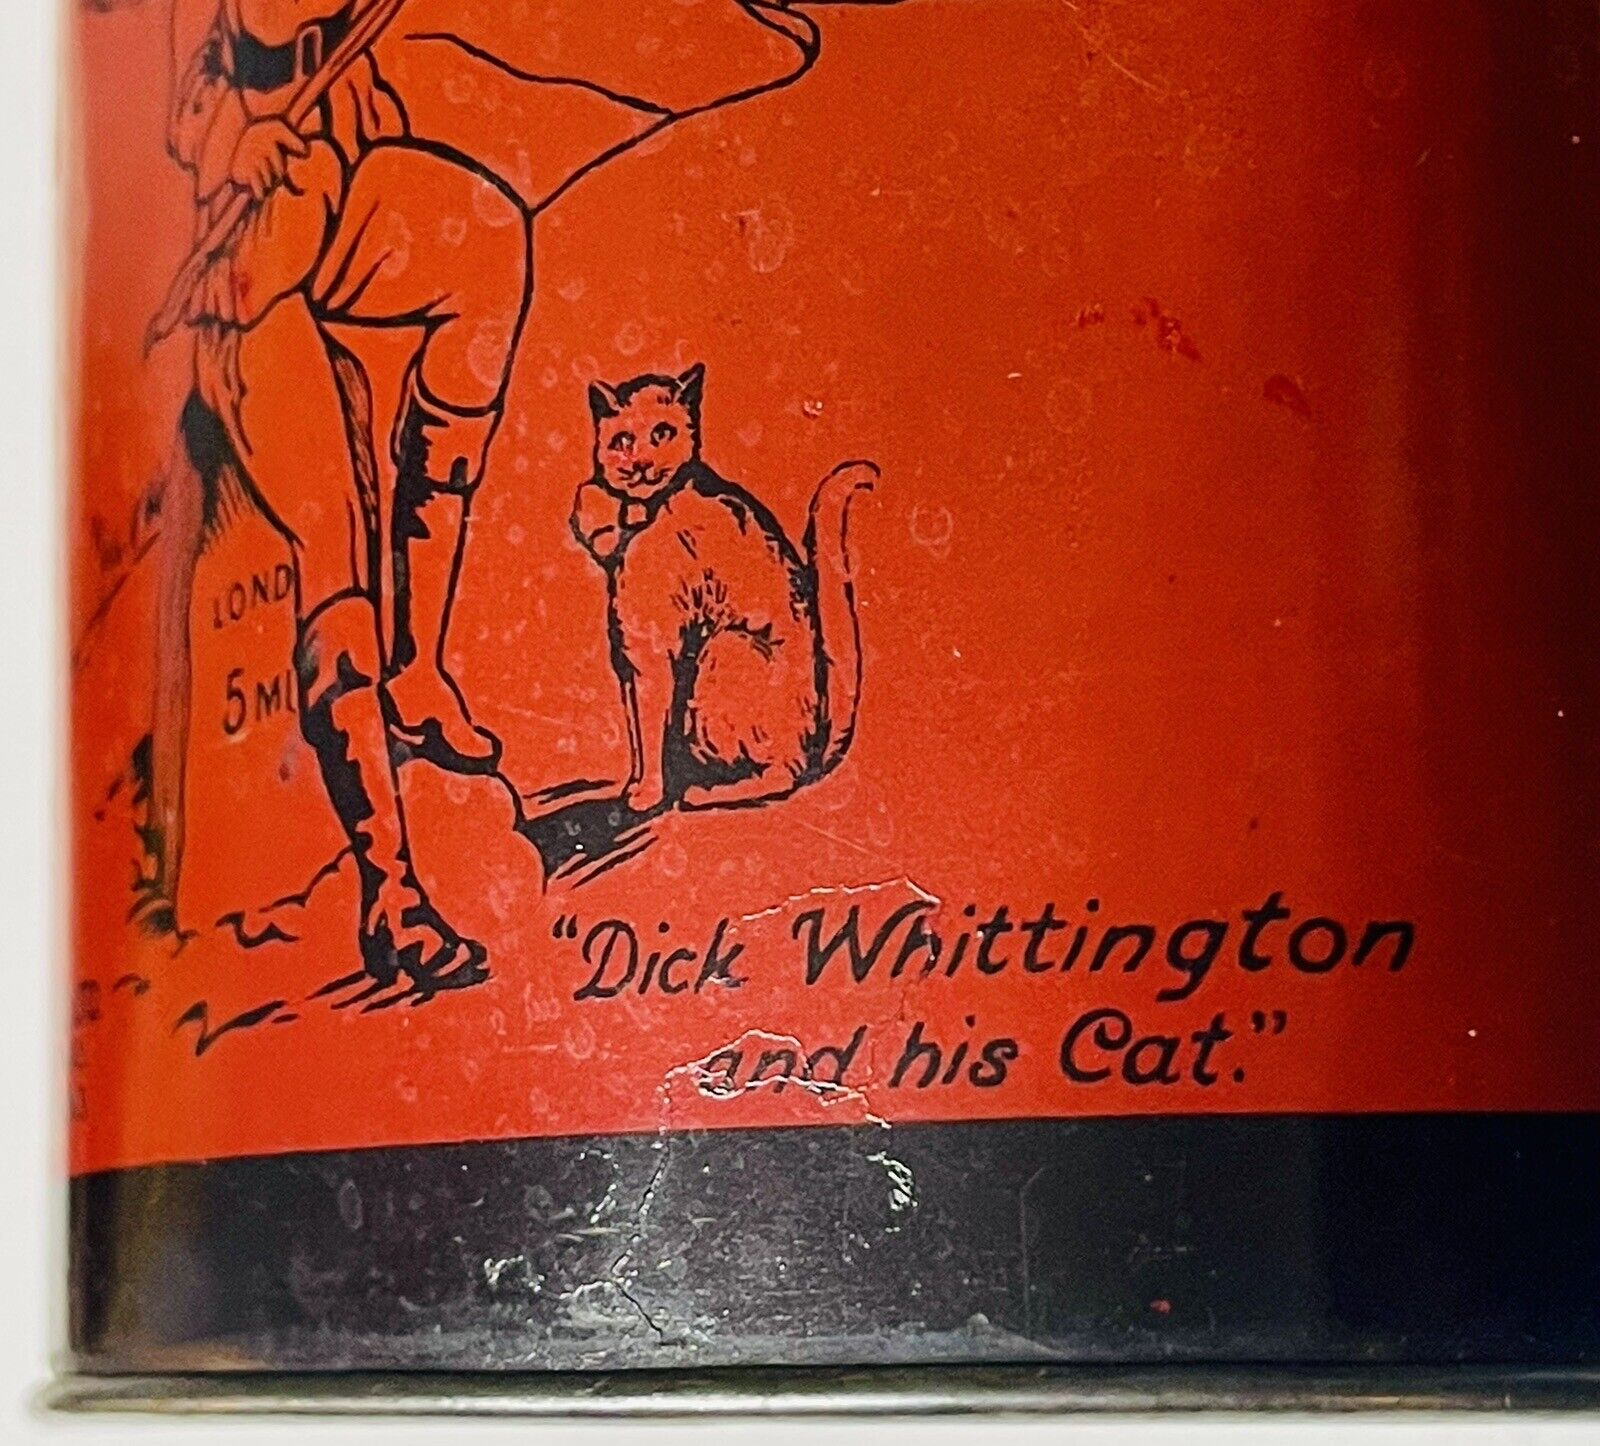 LOND
5 MI
"Dick Whittington
and his Cat."